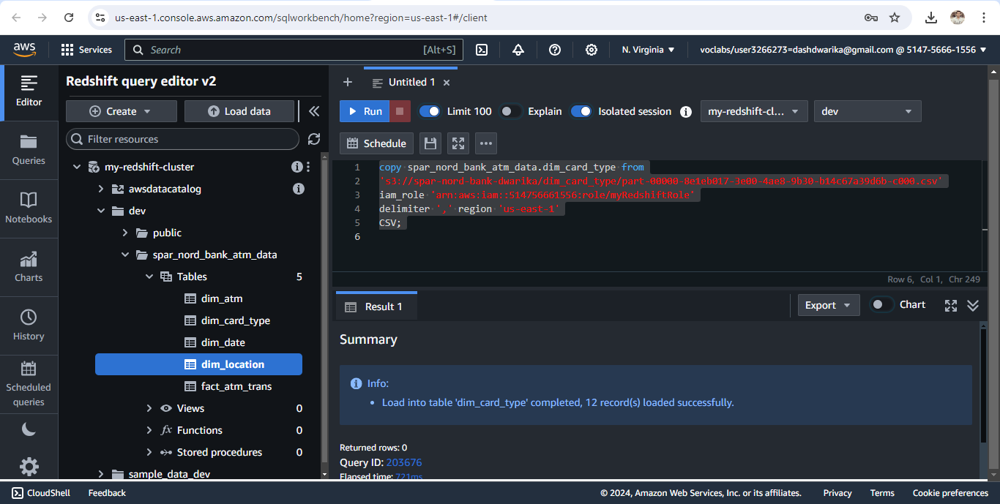 us-east-1.console.aws.amazon.com/sqlworkbench/home?region=us-east-1#/client
aws
Services
Search
[Alt+S]
N. Virginia
voclabs/user3266273=dashdwarika@gmail.com @ 5147-5666-1556
Editor
Queries
Notebooks
Charts
History
Scheduled
queries
Redshift query editor v2
Create
Load data
Filter resources
my-redshift-cluster
awsdatacatalog
dev
public
spar_nord_bank_atm_data
Tables 5
dim_atm
dim_card_type
dim_date
dim_location
fact_atm_trans
Views 0
fx Functions 0
Stored procedures 0
sample_data_dev
Untitled 1
Run
Limit 100
Explain
Isolated session
my-redshift-cl...
dev
Schedule
1 copy spar_nord_bank_atm_data.dim_card_type from
2 's3://spar-nord-bank-dwarika/dim_card_type/part-00000-8e1eb017-3e00-4ae8-9b30-b14c67a39d6b-c000.csv'
3 iam_role 'arn:aws:iam::514756661556:role/myRedshiftRole'
4 delimiter ',' region 'us-east-1'
5 CSV;
6
Row 6, Col 1, Chr 249
Result 1
Export
Chart
Summary
Info:
• Load into table 'dim_card_type' completed, 12 record(s) loaded successfully.
Returned rows: 0
Query ID: 203676
Elapsed time: 721ms
CloudShell
Feedback
© 2024, Amazon Web Services, Inc. or its affiliates.
Privacy
Terms
Cookie preferences